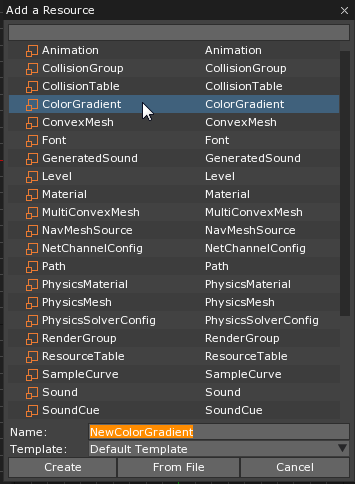 Add a Resource
Animation Animation
CollisionGroup CollisionGroup
CollisionTable CollisionTable
ColorGradient ColorGradient
ConvexMesh ConvexMesh
Font Font
GeneratedSound GeneratedSound
Level Level
Material Material
MultiConvexMesh MultiConvexMesh
NavMeshSource NavMeshSource
NetChannelConfig NetChannelConfig
Path Path
PhysicsMaterial PhysicsMaterial
PhysicsMesh PhysicsMesh
PhysicsSolverConfig PhysicsSolverConfig
RenderGroup RenderGroup
ResourceTable ResourceTable
SampleCurve SampleCurve
Sound Sound
SoundCue SoundCue
Name: NewColorGradient
Template: Default Template
Create From File Cancel